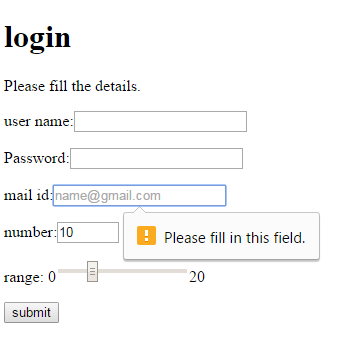 login
Please fill the details.
user name:
Password:
mail id: name@gmail.com
number: 10
Please fill in this field.
range: 0 20
submit